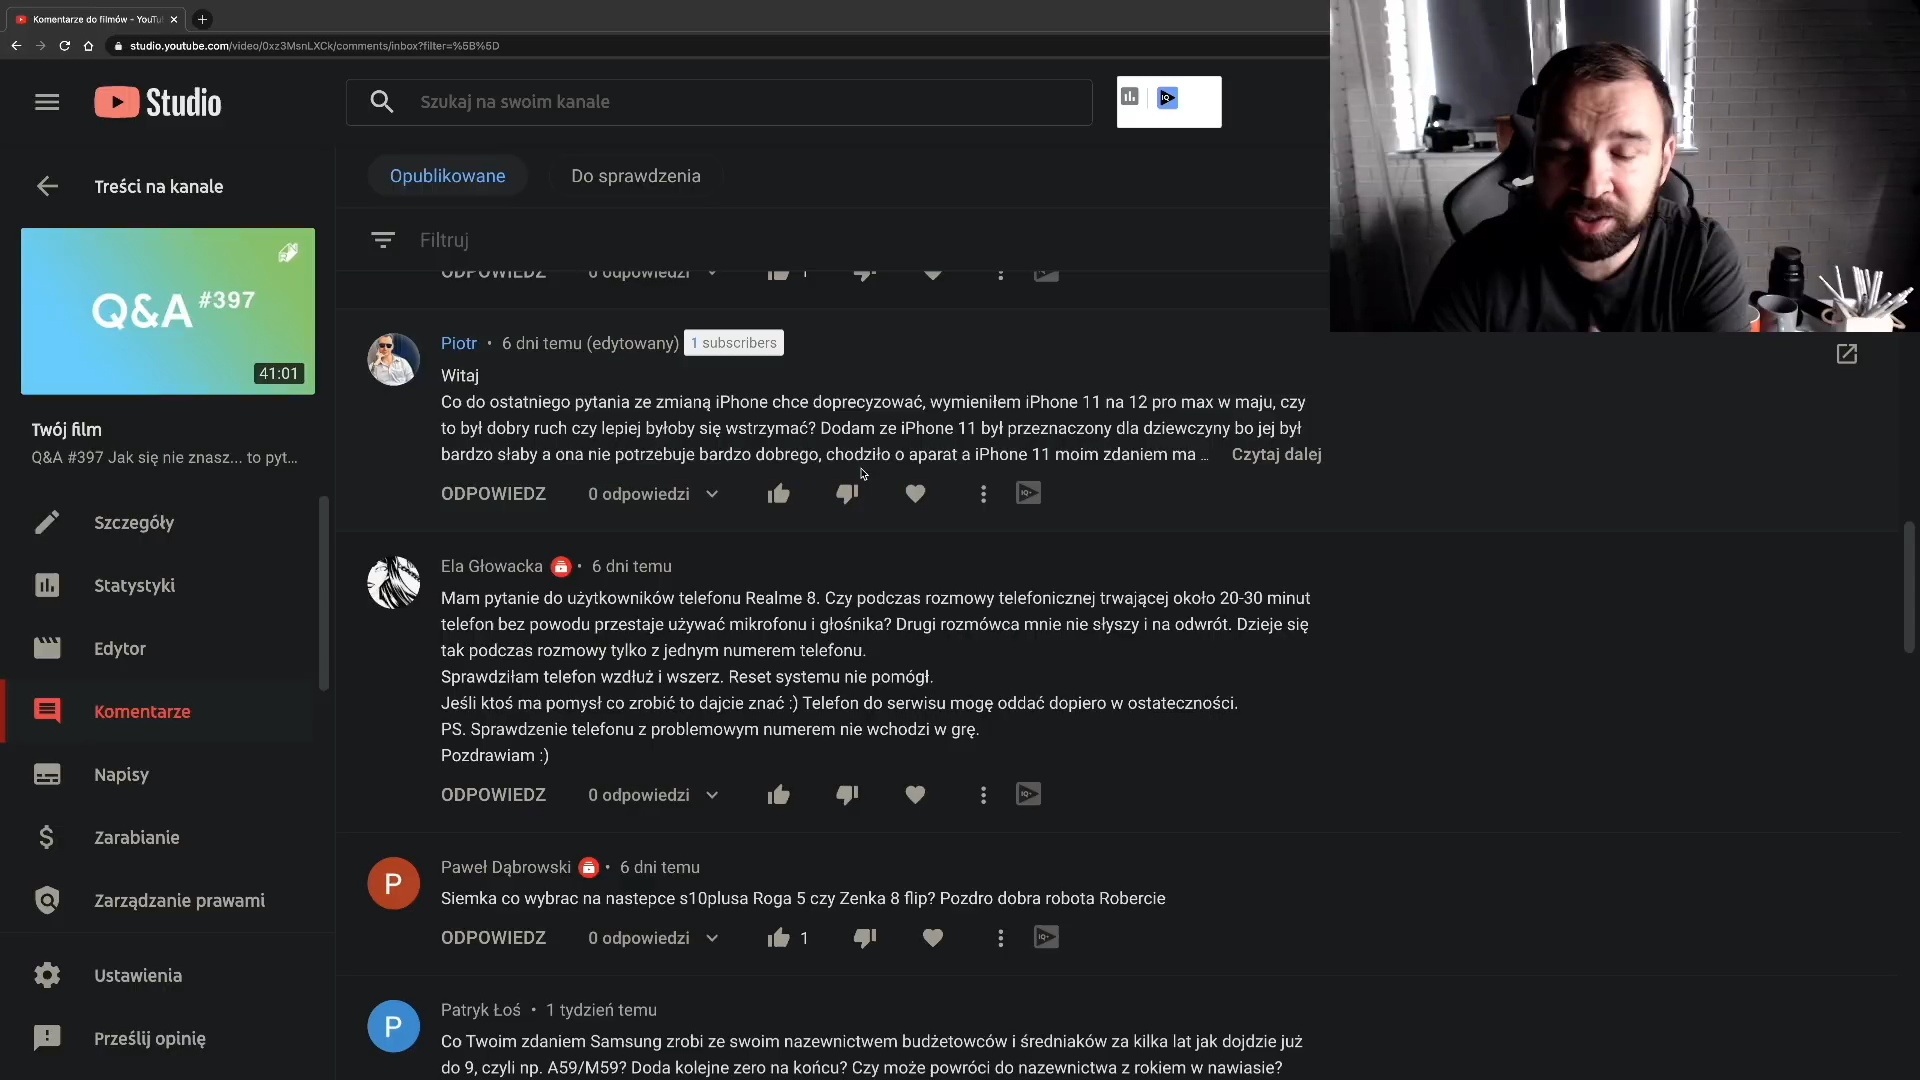 Komentarze do filmów - YouTu
studio.youtube.com/video/0xz3MsnLXCk/comments/inbox?filter=%5B%5D
Studio
Szukaj na swoim kanale
IQ
Treści na kanale
Opublikowane
Do sprawdzenia
Filtruj
Q&A #397
41:01
Twój film
Q&A #397 Jak się nie znasz... to pyt...
Szczegóły
Statystyki
Edytor
Komentarze
Napisy
Zarabianie
Zarządzanie prawami
Ustawienia
Prześlij opinię
ODPOWIEDZ 0 odpowiedzi 1
Piotr • 6 dni temu (edytowany) 1 subscribers
Witaj
Co do ostatniego pytania ze zmianą iPhone chce doprecyzować, wymieniłem iPhone 11 na 12 pro max w maju, czy
to był dobry ruch czy lepiej byłoby się wstrzymać? Dodam ze iPhone 11 był przeznaczony dla dziewczyny bo jej był
bardzo słaby a ona nie potrzebuje bardzo dobrego, chodziło o aparat a iPhone 11 moim zdaniem ma ... Czytaj dalej
ODPOWIEDZ 0 odpowiedzi
Ela Głowacka • 6 dni temu
Mam pytanie do użytkowników telefonu Realme 8. Czy podczas rozmowy telefonicznej trwającej około 20-30 minut
telefon bez powodu przestaje używać mikrofonu i głośnika? Drugi rozmówca mnie nie słyszy i na odwrót. Dzieje się
tak podczas rozmowy tylko z jednym numerem telefonu.
Sprawdziłam telefon wzdłuż i wszerz. Reset systemu nie pomógł.
Jeśli ktoś ma pomysł co zrobić to dajcie znać :) Telefon do serwisu mogę oddać dopiero w ostateczności.
PS. Sprawdzenie telefonu z problemowym numerem nie wchodzi w grę.
Pozdrawiam :)
ODPOWIEDZ 0 odpowiedzi
P
Paweł Dąbrowski • 6 dni temu
Siemka co wybrac na nastepce s10plusa Roga 5 czy Zenka 8 flip? Pozdro dobra robota Robercie
ODPOWIEDZ 0 odpowiedzi 1
P
Patryk Łoś • 1 tydzień temu
Co Twoim zdaniem Samsung zrobi ze swoim nazewnictwem budżetowców i średniaków za kilka lat jak dojdzie już
do 9, czyli np. A59/M59? Doda kolejne zero na końcu? Czy może powróci do nazewnictwa z rokiem w nawiasie?